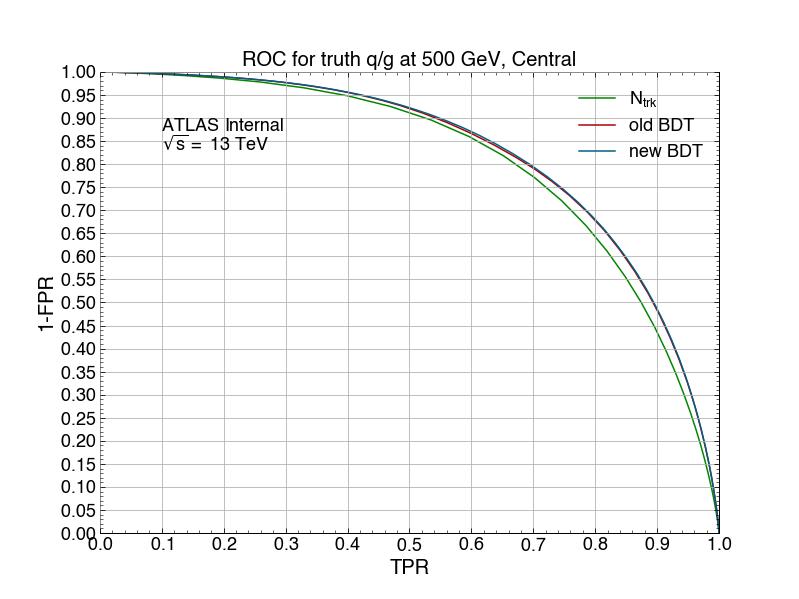 ROC for truth q/g at 500 GeV, Central
1.00
0.95
0.90
0.85
0.80
0.75
0.70
0.65
0.60
0.55
0.50
0.45
0.40
0.35
0.30
0.25
0.20
0.15
0.10
0.05
0.00
1-FPR
ATLAS Internal
√s = 13 TeV
Ntrk
old BDT
new BDT
0.0 0.1 0.2 0.3 0.4 0.5 0.6 0.7 0.8 0.9 1.0
TPR